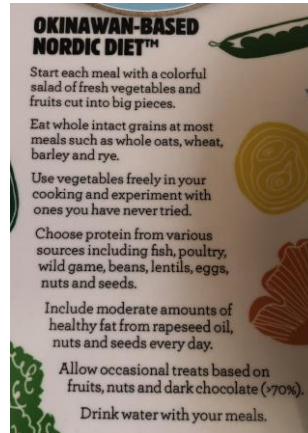 OKINAWAN-BASED
NORDIC DIET™
Start each meal with a colorful
salad of fresh vegetables and
fruits cut into big pieces.
Eat whole intact grains at most
meals such as whole oats, wheat,
barley and rye.
Use vegetables freely in your
cooking and experiment with
ones you have never tried.
Choose protein from various
sources including fish, poultry,
wild game, beans, lentils, eggs,
nuts and seeds.
Include moderate amounts of
healthy fat from rapeseed oil,
nuts and seeds every day.
Allow occasional treats based on
fruits, nuts and dark chocolate (>70%).
Drink water with your meals.